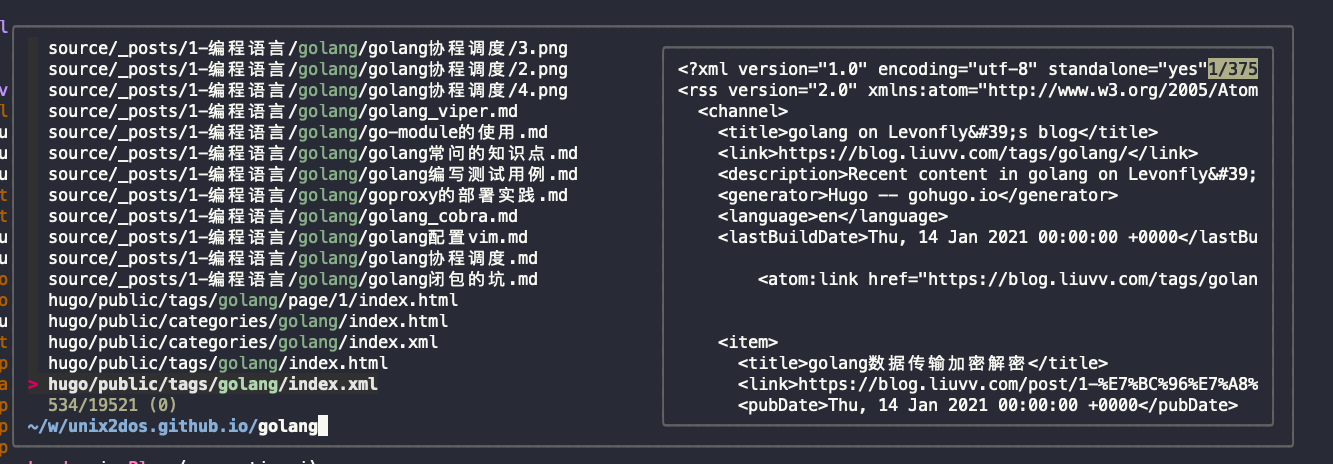 source/_posts/1-编程语言/golang/golang协程调度/3.png
source/_posts/1-编程语言/golang/golang协程调度/2.png
source/_posts/1-编程语言/golang/golang协程调度/4.png
source/_posts/1-编程语言/golang/golang_viper.md
source/_posts/1-编程语言/golang/go-module的使用.md
source/_posts/1-编程语言/golang/golang常问的知识点.md
source/_posts/1-编程语言/golang/golang编写测试用例.md
source/_posts/1-编程语言/golang/goproxy的部署实践.md
source/_posts/1-编程语言/golang/golang_cobra.md
source/_posts/1-编程语言/golang/golang配置vim.md
source/_posts/1-编程语言/golang/golang协程调度.md
source/_posts/1-编程语言/golang/golang闭包的坑.md
hugo/public/tags/golang/page/1/index.html
hugo/public/categories/golang/index.html
hugo/public/categories/golang/index.xml
hugo/public/tags/golang/index.html
> hugo/public/tags/golang/index.xml
534/19521 (0)
~/w/unix2dos.github.io/golang
<?xml version="1.0" encoding="utf-8" standalone="yes"1/375
<rss version="2.0" xmlns:atom="http://www.w3.org/2005/Atom
<channel>
<title>golang on Levonfly&#39;s blog</title>
<link>https://blog.liuvv.com/tags/golang/</link>
<description>Recent content in golang on Levonfly&#39;
<generator>Hugo -- gohugo.io</generator>
<language>en</language>
<lastBuildDate>Thu, 14 Jan 2021 00:00:00 +0000</lastBu
<atom:link href="https://blog.liuvv.com/tags/golan
<item>
<title>golang数据传输加密解密</title>
<link>https://blog.liuvv.com/post/1-%E7%BC%96%E7%A8%
<pubDate>Thu, 14 Jan 2021 00:00:00 +0000</pubDate>